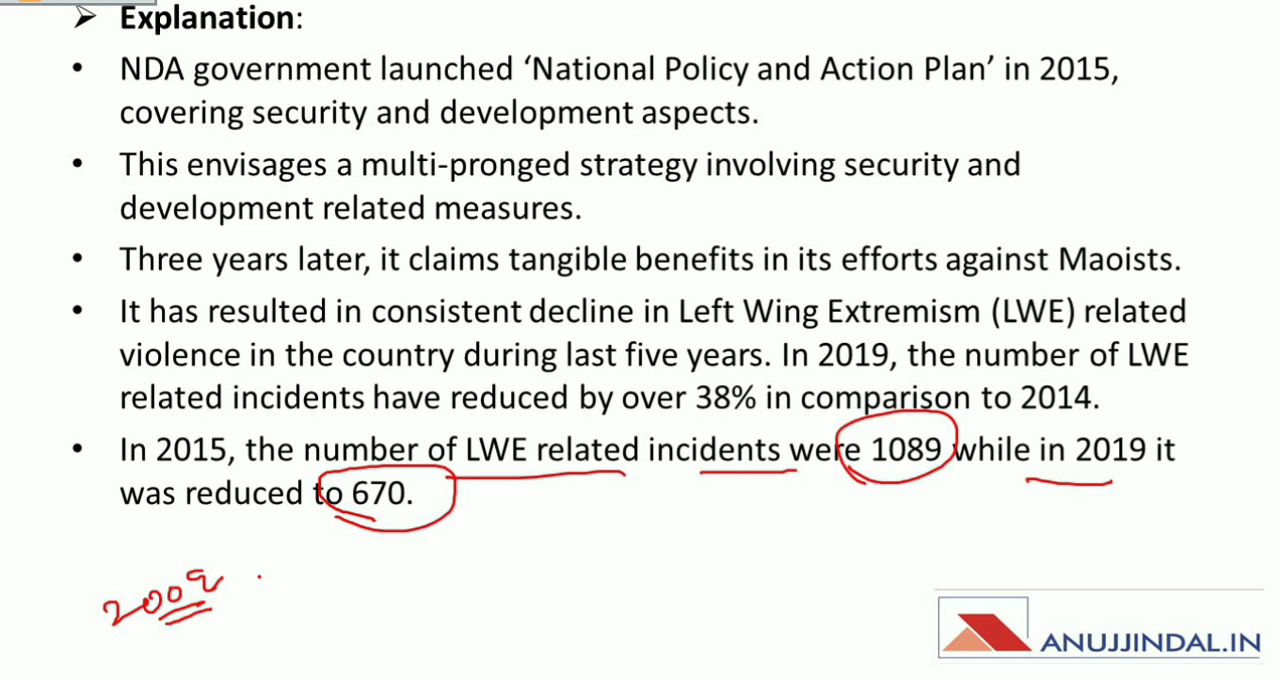 ➤ Explanation:
• NDA government launched ‘National Policy and Action Plan’ in 2015,
covering security and development aspects.
• This envisages a multi-pronged strategy involving security and
development related measures.
• Three years later, it claims tangible benefits in its efforts against Maoists.
• It has resulted in consistent decline in Left Wing Extremism (LWE) related
violence in the country during last five years. In 2019, the number of LWE
related incidents have reduced by over 38% in comparison to 2014.
• In 2015, the number of LWE related incidents were 1089 while in 2019 it
was reduced to 670.
2009
ANUJJINDAL.IN